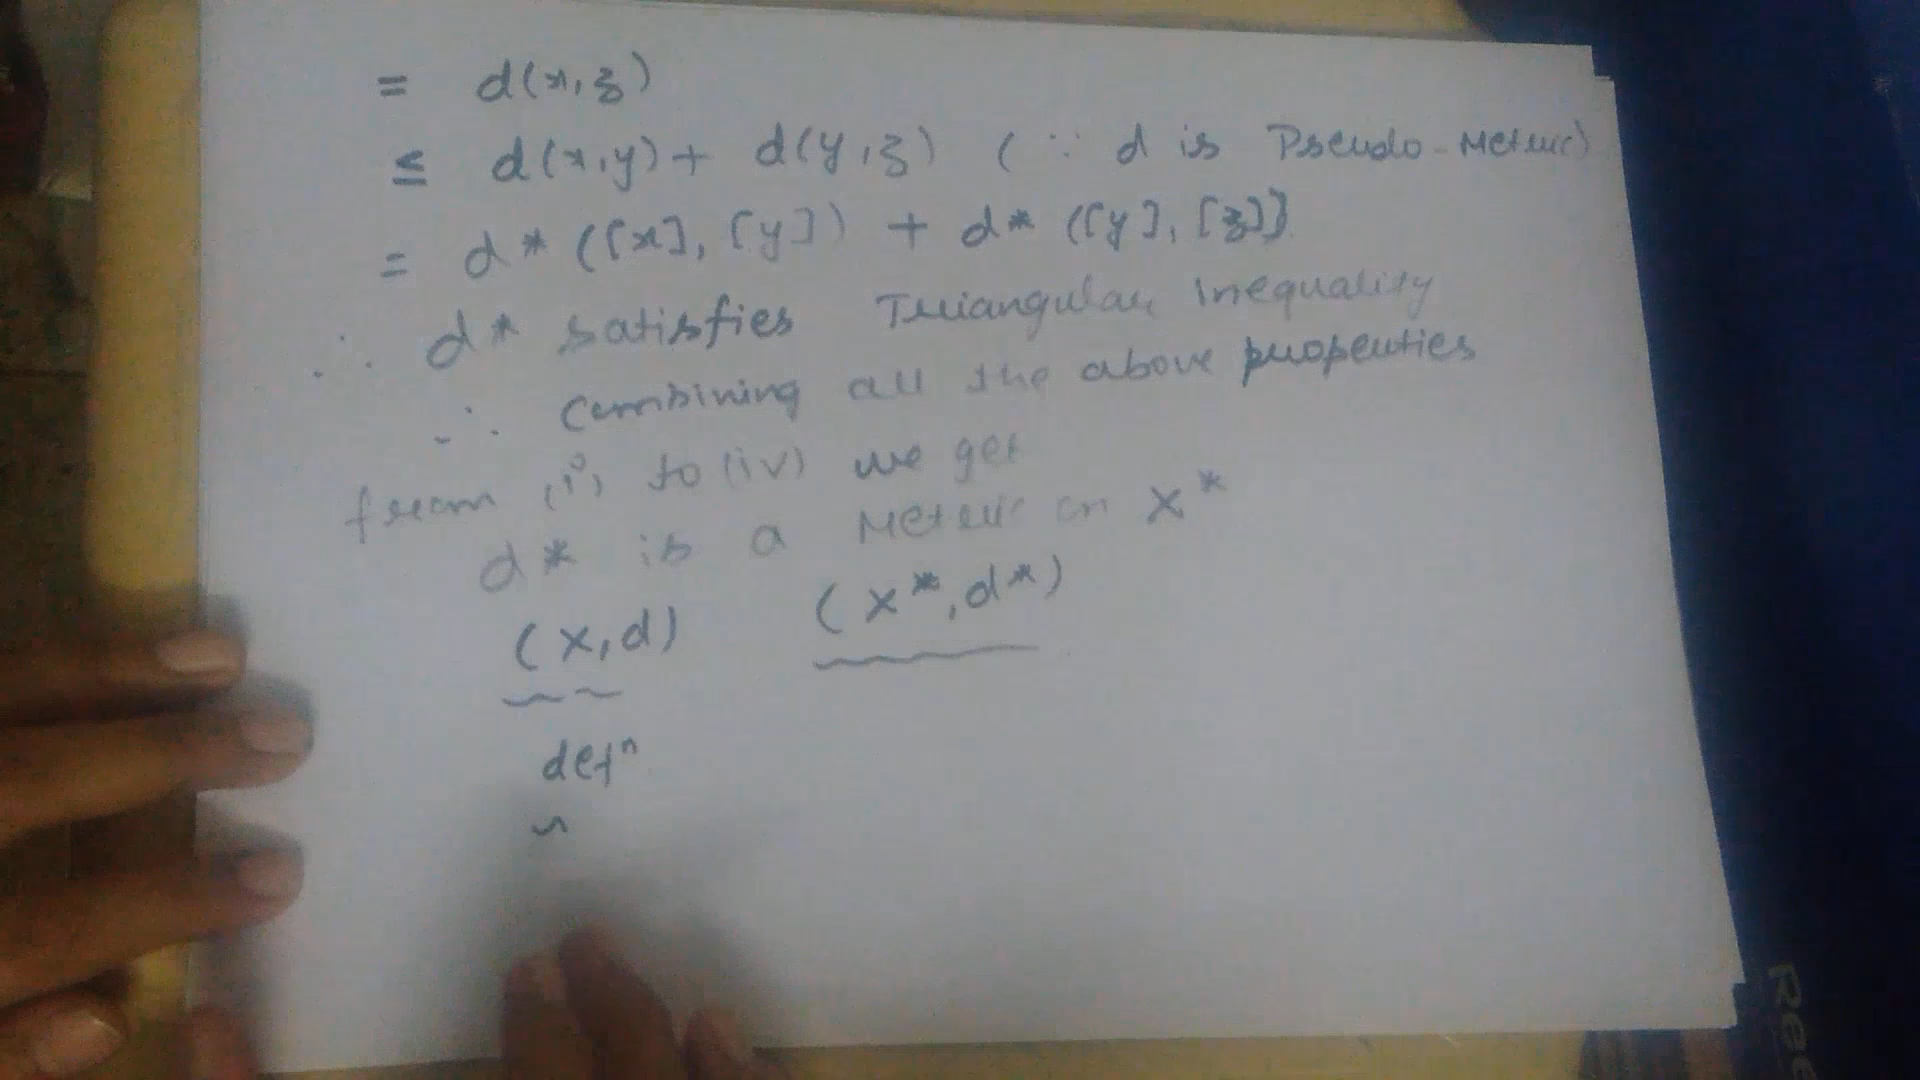 = d(x,z)
≤ d(x,y) + d(y,z) (∵ d is Pseudo-Metric)
= d* ([x], [y]) + d* ([y], [z])
∴ d* satisfies Triangular Inequality
∴ Combining all the above properties
from (i) to (iv) we get
d* is a Metric on X*
(X,d) (X*,d*)
defⁿ
Ree